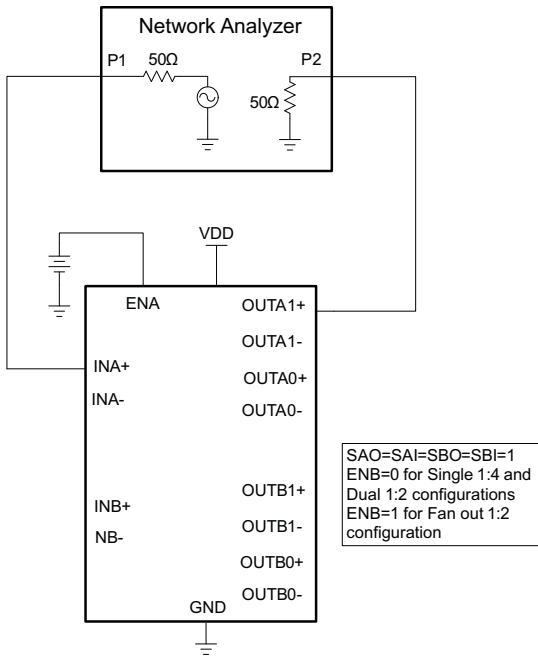 Network Analyzer
P1
50Ω
P2
50Ω
VDD
ENA
OUTA1+
OUTA1-
INA+
OUTA0+
INA-
OUTA0-
SAO=SAI=SBO=SBI=1
ENB=0 for Single 1:4 and
Dual 1:2 configurations
ENB=1 for Fan out 1:2
configuration
OUTB1+
INB+
OUTB1-
NB-
OUTB0+
OUTB0-
GND